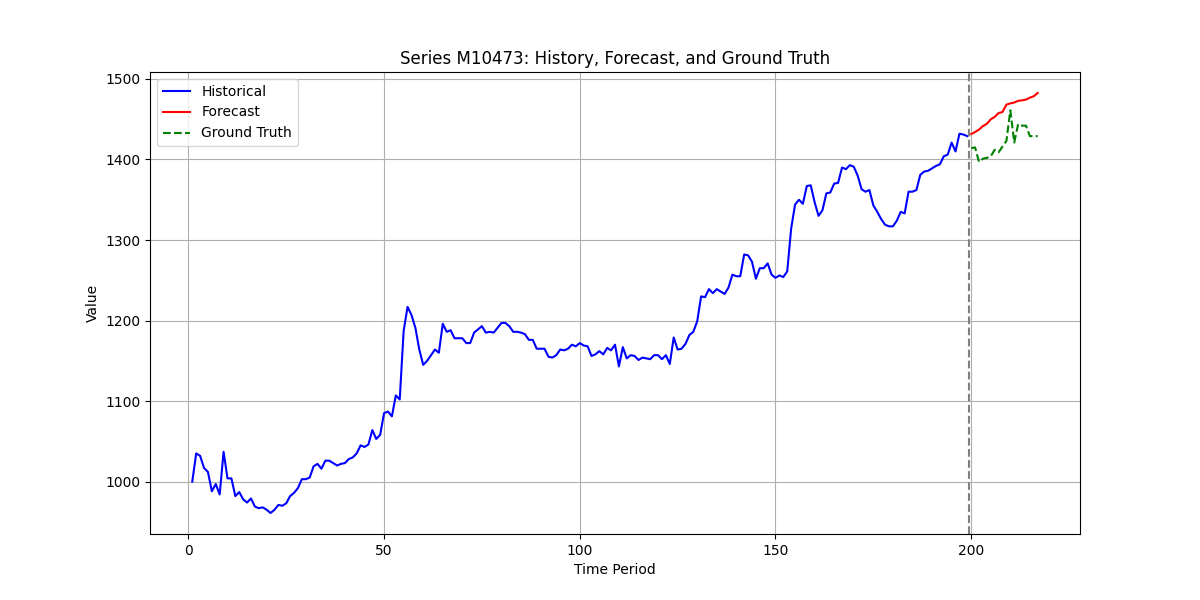 Series M10473: History, Forecast, and Ground Truth
Historical
Forecast
Ground Truth
1500
1400
1300
1200
1100
1000
Value
0 50 100 150 200
Time Period